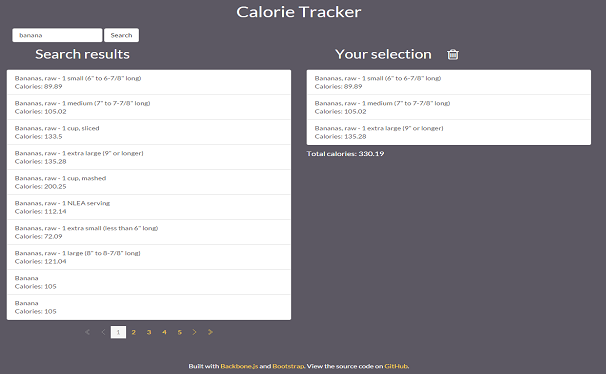 Calorie Tracker
banana
Search
Search results
Bananas, raw - 1 small (6" to 6-7/8" long)
Calories: 89.89
Bananas, raw - 1 medium (7" to 7-7/8" long)
Calories: 105.02
Bananas, raw - 1 cup, sliced
Calories: 133.5
Bananas, raw - 1 extra large (9" or longer)
Calories: 135.28
Bananas, raw - 1 cup, mashed
Calories: 200.25
Bananas, raw - 1 NLEA serving
Calories: 112.14
Bananas, raw - 1 extra small (less than 6" long)
Calories: 72.09
Bananas, raw - 1 large (8" to 8-7/8" long)
Calories: 121.04
Banana
Calories: 105
Banana
Calories: 105
« < 1 2 3 4 5 > »
Your selection
Bananas, raw - 1 small (6" to 6-7/8" long)
Calories: 89.89
Bananas, raw - 1 medium (7" to 7-7/8" long)
Calories: 105.02
Bananas, raw - 1 extra large (9" or longer)
Calories: 135.28
Total calories: 330.19
Built with Backbone.js and Bootstrap. View the source code on GitHub.